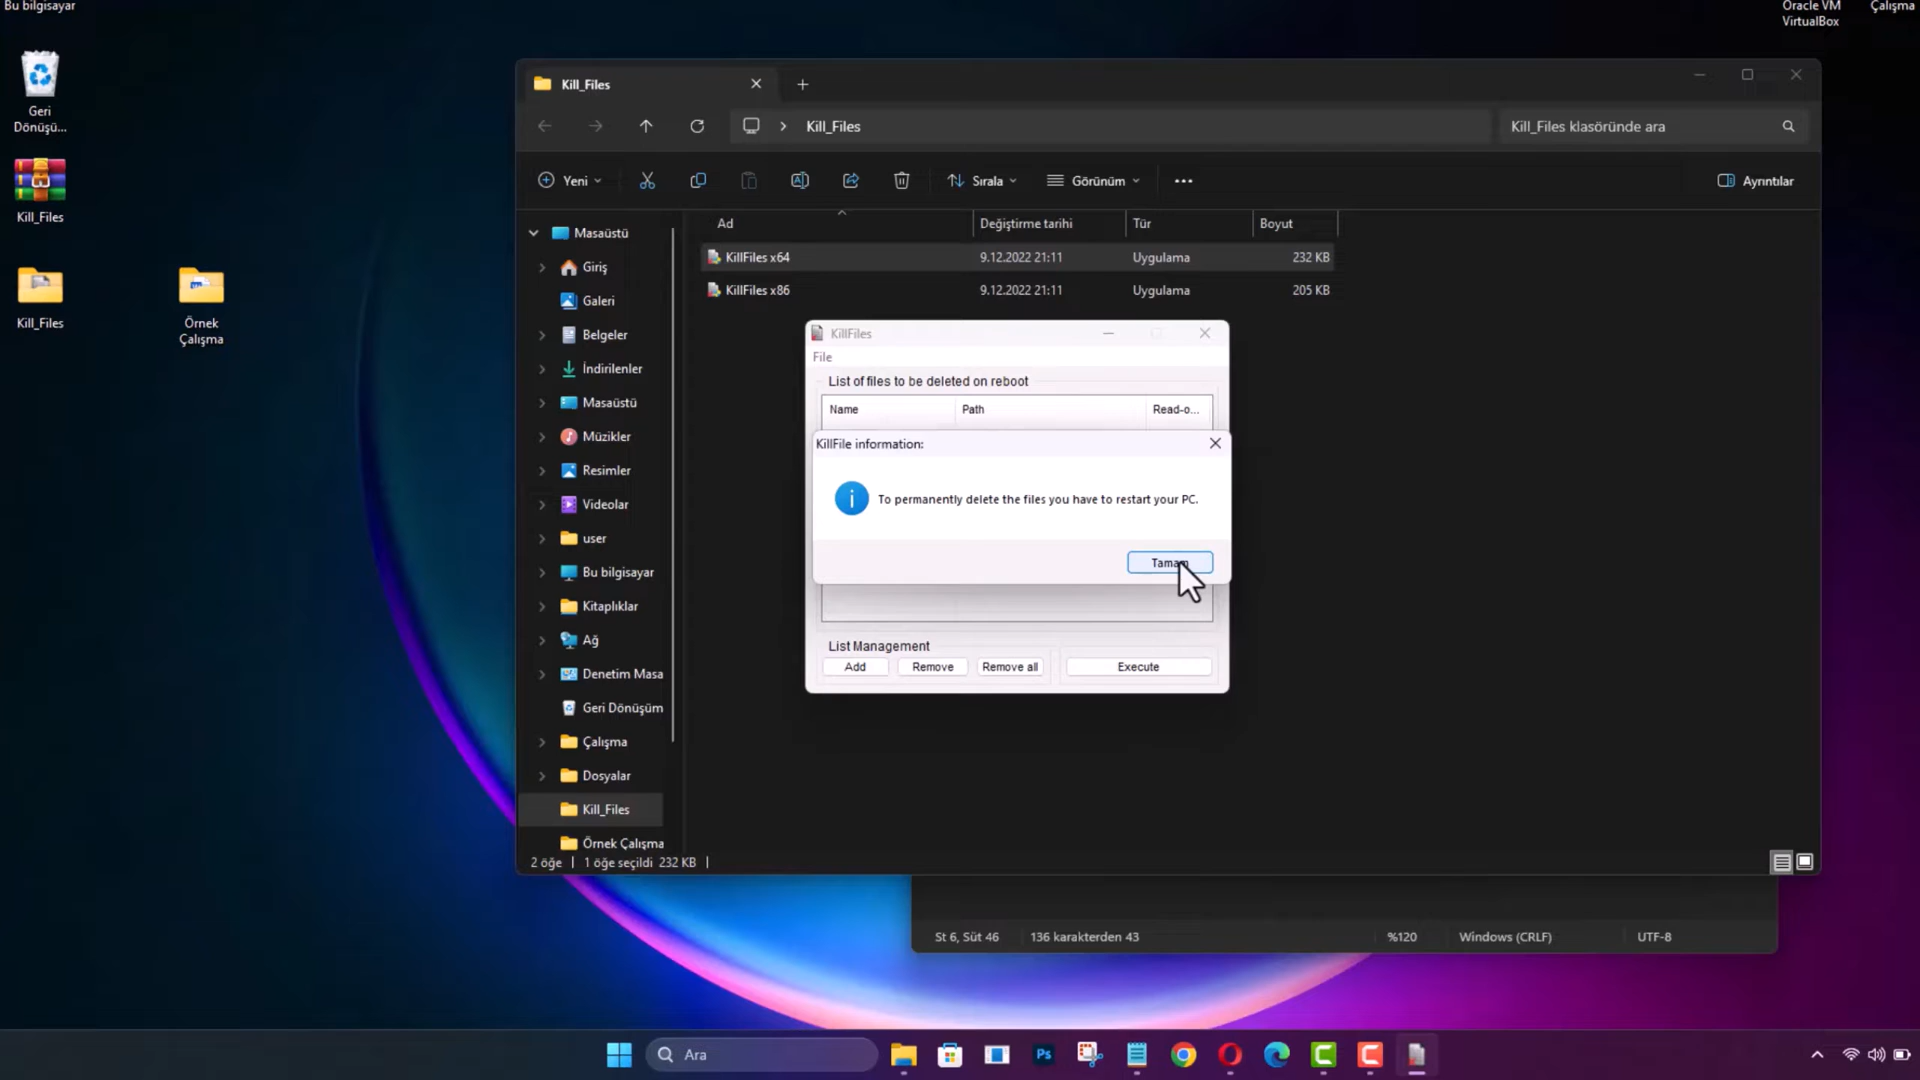 Bu bilgisayar
Oracle VM
VirtualBox
Çalışma
Geri
Dönüşü...
Kill_Files
Kill_Files
Örnek
Çalışma
Kill_Files
Kill_Files
Kill_Files klasöründe ara
Yeni
Sırala
Görünüm
Ayrıntılar
Ad
Değiştirme tarihi
Tür
Boyut
KillFiles x64
9.12.2022 21:11
Uygulama
232 KB
KillFiles x86
9.12.2022 21:11
Uygulama
205 KB
Masaüstü
Giriş
Galeri
Belgeler
İndirilenler
Masaüstü
Müzikler
Resimler
Videolar
user
Bu bilgisayar
Kitaplıklar
Ağ
Denetim Masa
Geri Dönüşüm
Çalışma
Dosyalar
Kill_Files
Örnek Çalışma
2 öğe
1 öğe seçildi 232 KB
KillFiles
File
List of files to be deleted on reboot
Name
Path
Read-o...
KillFile information:
To permanently delete the files you have to restart your PC.
Tamam
List Management
Add
Remove
Remove all
Execute
St 6, Süt 46
136 karakterden 43
%120
Windows (CRLF)
UTF-8
Ara
Ps